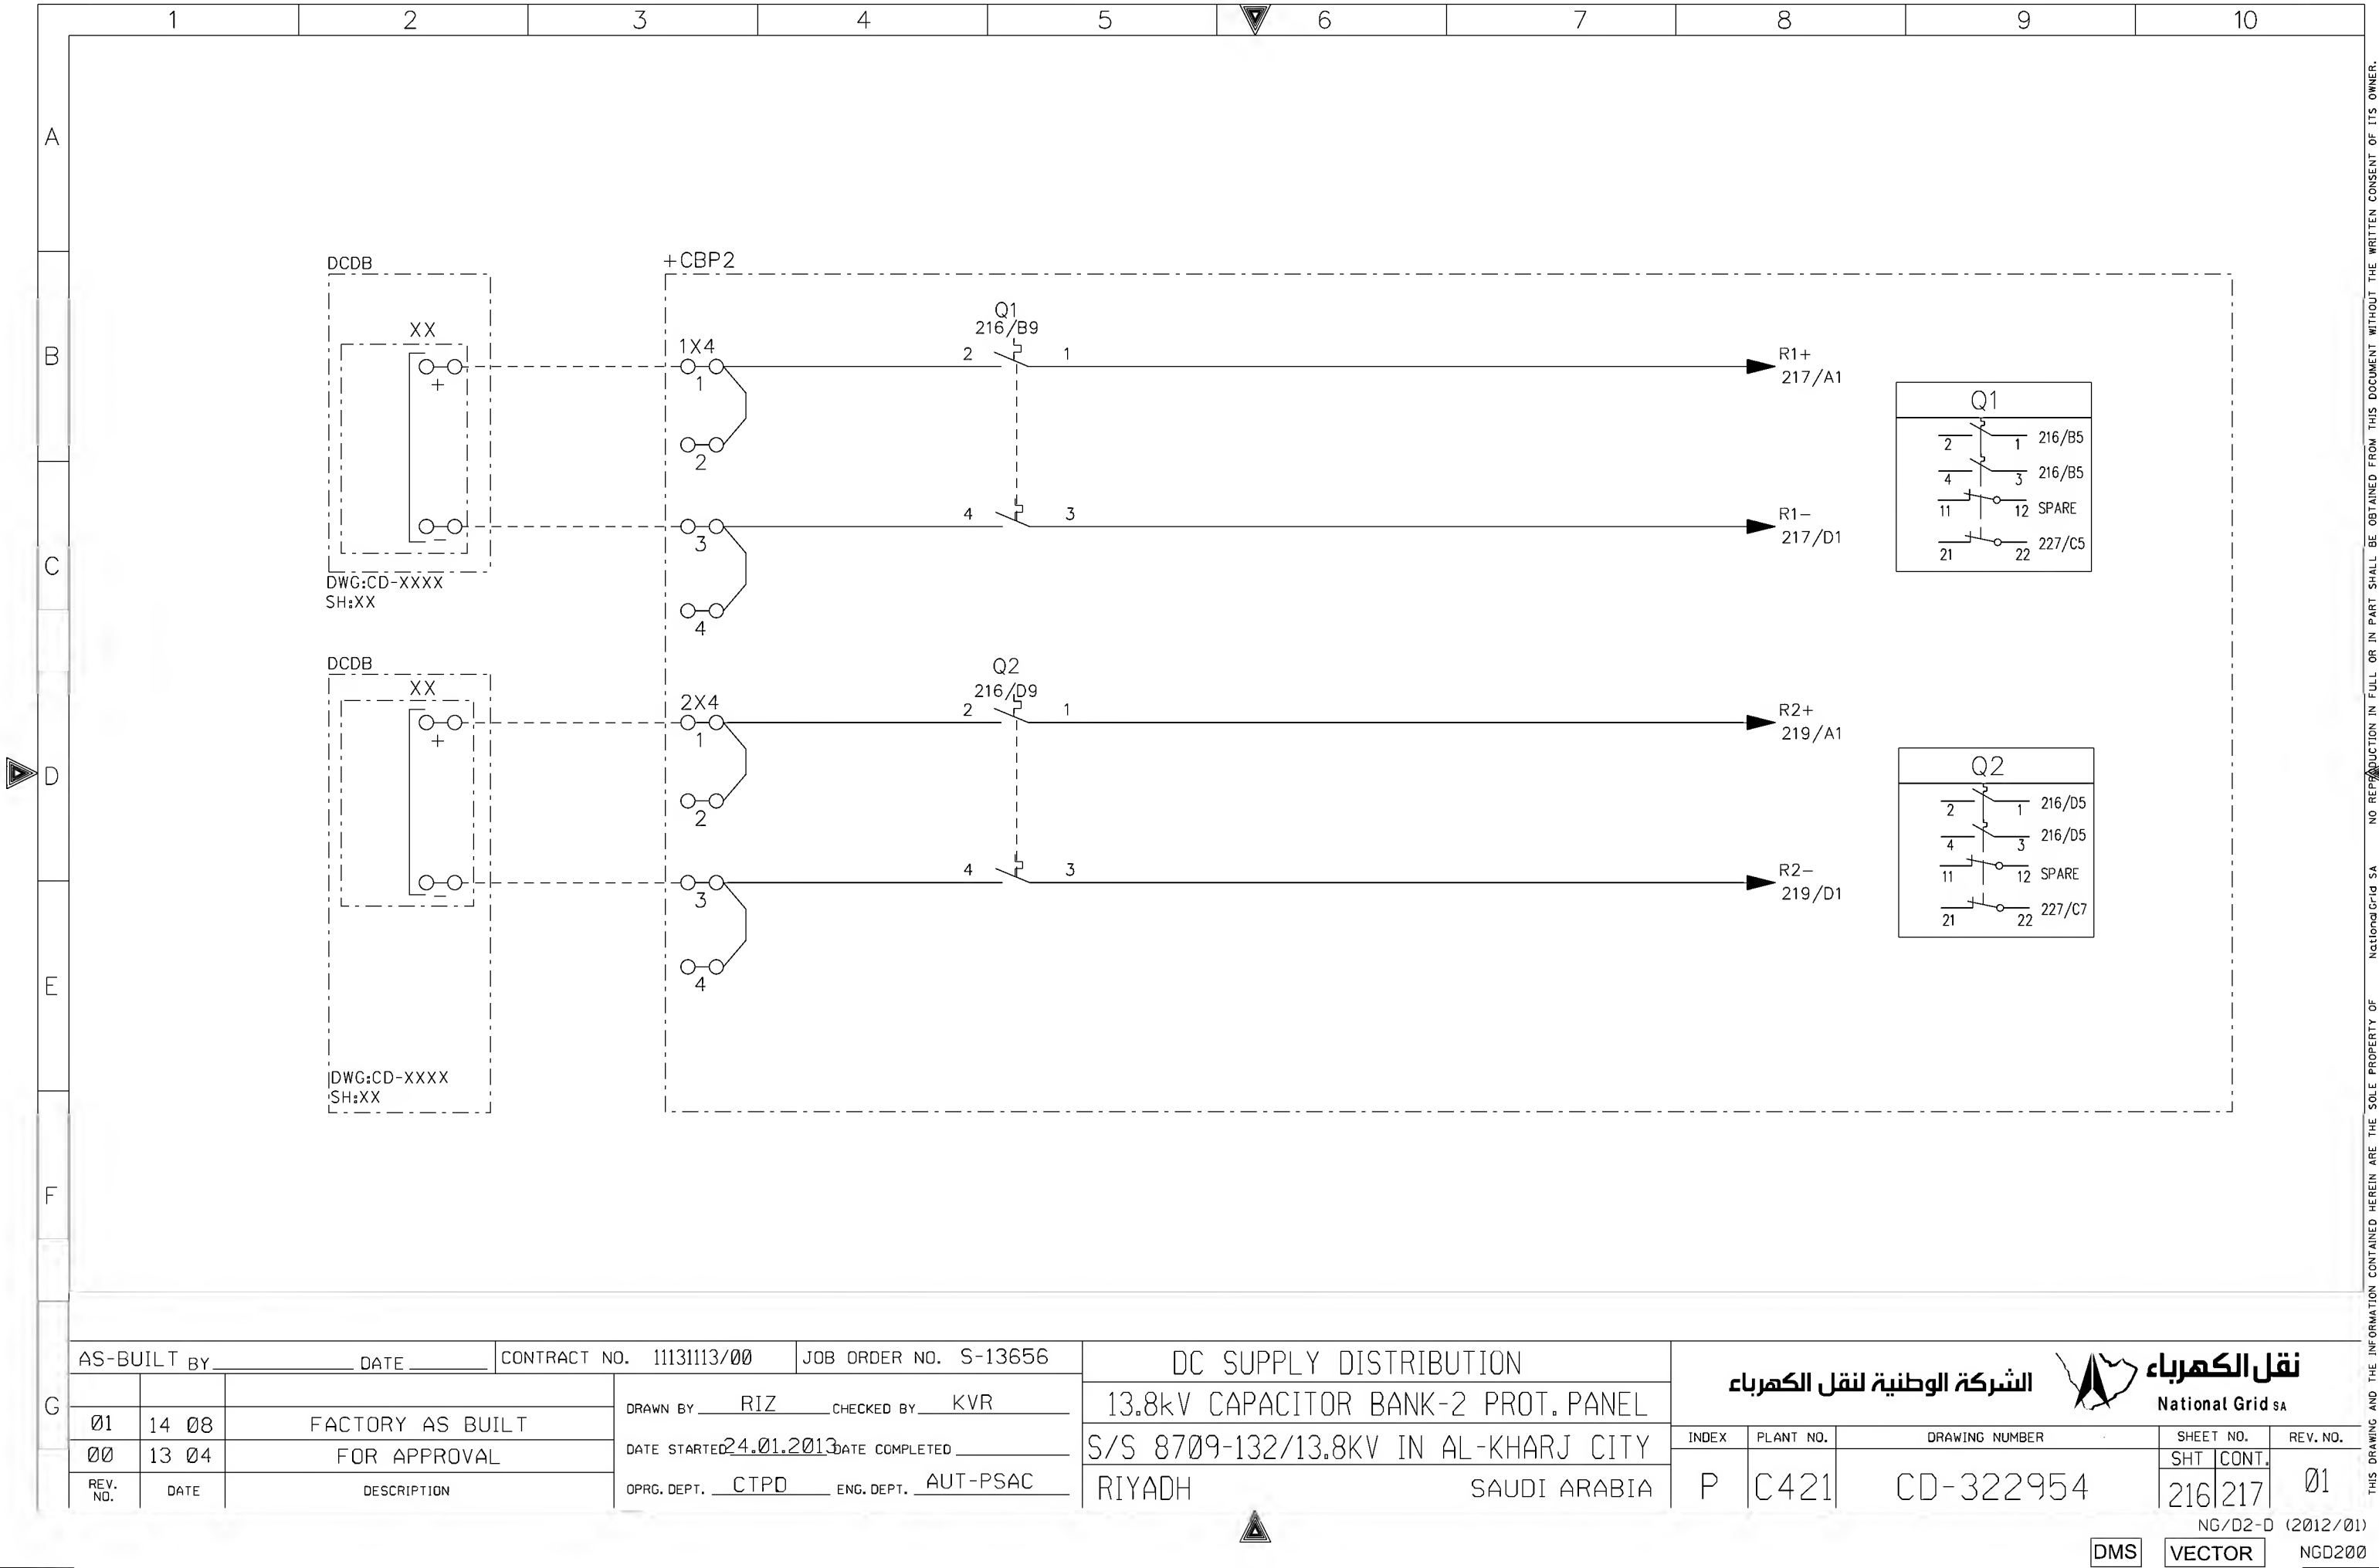 1 2 3 4 5 6 7 8 9 10
A
B
C
D
E
F
G
DCDB
XX
+
-
DWG:CD-XXXX
SH:XX
DCDB
XX
+
-
DWG:CD-XXXX
SH:XX
+CBP2
1X4
1
2
3
4
Q1
216/B9
2 1
4 3
R1+
217/A1
R1-
217/D1
2X4
1
2
3
4
Q2
216/D9
2 1
4 3
R2+
219/A1
R2-
219/D1
Q1
2 1 216/B5
4 3 216/B5
11 12 SPARE
21 22 227/C5
Q2
2 1 216/D5
4 3 216/D5
11 12 SPARE
21 22 227/C7
THIS DRAWING AND THE INFORMATION CONTAINED HEREIN ARE THE SOLE PROPERTY OF National Grid SA NO REPRODUCTION IN FULL OR IN PART SHALL BE OBTAINED FROM THIS DOCUMENT WITHOUT THE WRITTEN CONSENT OF ITS OWNER.
AS-BUILT BY DATE
CONTRACT NO. 11131113/00
JOB ORDER NO. S-13656
01 14 08 FACTORY AS BUILT
00 13 04 FOR APPROVAL
REV. NO. DATE DESCRIPTION
DRAWN BY RIZ CHECKED BY KVR
DATE STARTED 24.01.2013 DATE COMPLETED
OPRG. DEPT. CTPD ENG. DEPT. AUT-PSAC
DC SUPPLY DISTRIBUTION
13.8kV CAPACITOR BANK-2 PROT. PANEL
S/S 8709-132/13.8KV IN AL-KHARJ CITY
RIYADH SAUDI ARABIA
الشركة الوطنية لنقل الكهرباء
نقل الكهرباء
National Grid SA
INDEX PLANT NO. DRAWING NUMBER SHEET NO. REV. NO.
SHT CONT.
P C421 CD-322954 216 217 01
NG/D2-D (2012/01)
DMS VECTOR NGD200